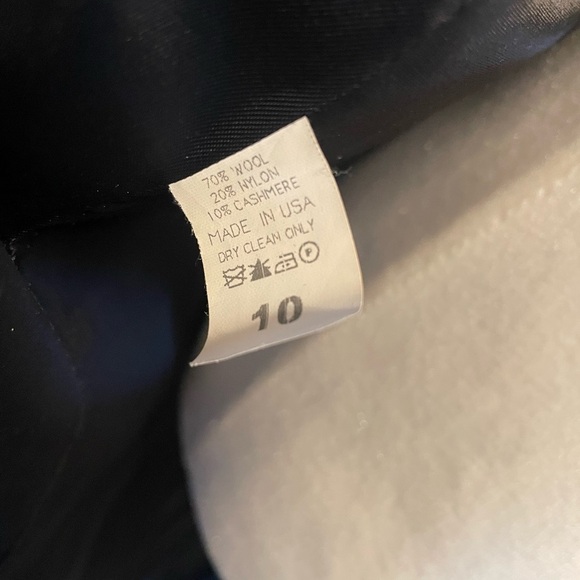 70% WOOL
20% NYLON
10% CASHMERE
MADE IN USA
DRY CLEAN ONLY
P
10